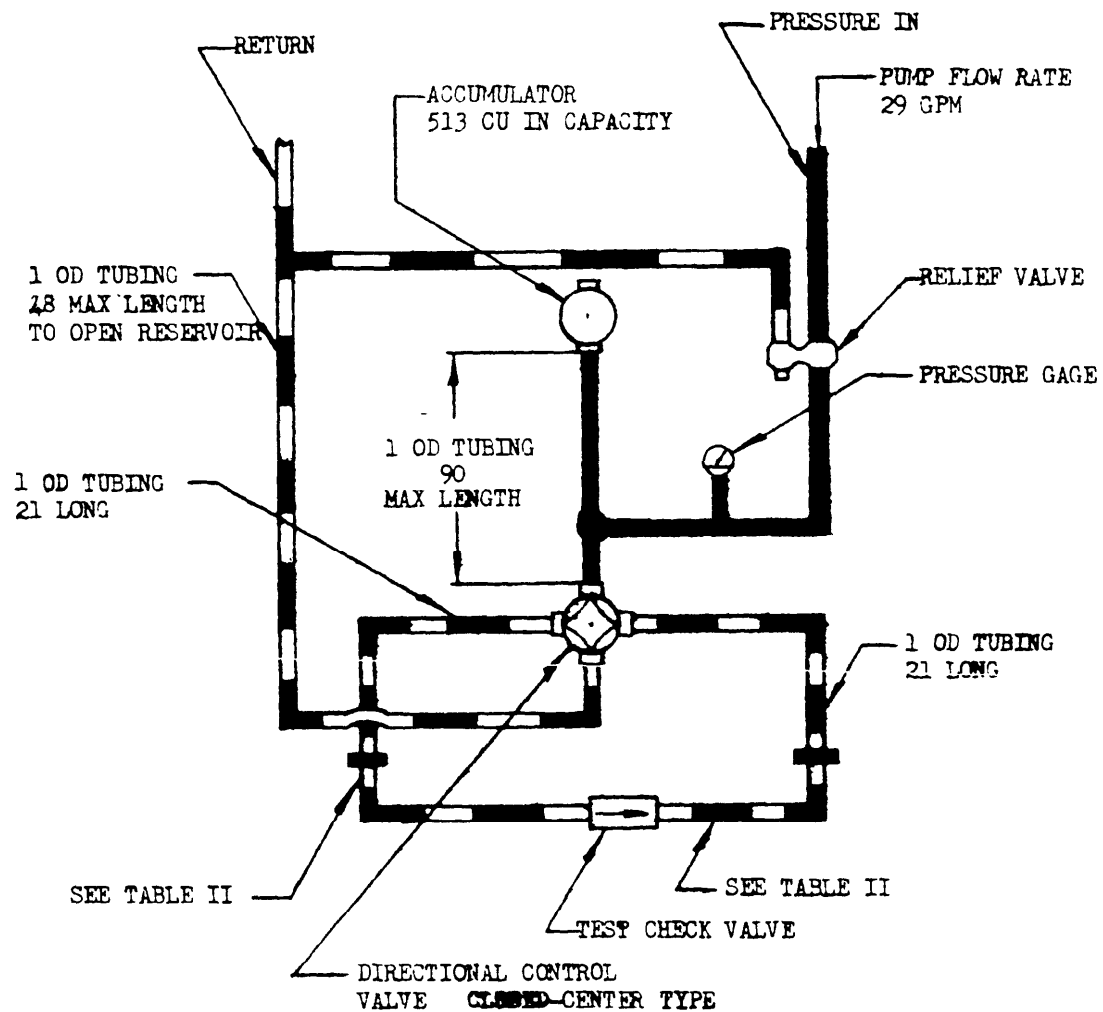 PRESSURE IN
RETURN
PUMP FLOW RATE
29 GPM
ACCUMULATOR
513 CU IN CAPACITY
1 OD TUBING
18 MAX LENGTH
TO OPEN RESERVOIR
RELIEF VALVE
PRESSURE GAGE
1 OD TUBING
90
MAX LENGTH
1 OD TUBING
21 LONG
1 OD TUBING
21 LONG
SEE TABLE II
SEE TABLE II
TEST CHECK VALVE
DIRECTIONAL CONTROL
VALVE CLOSED-CENTER TYPE